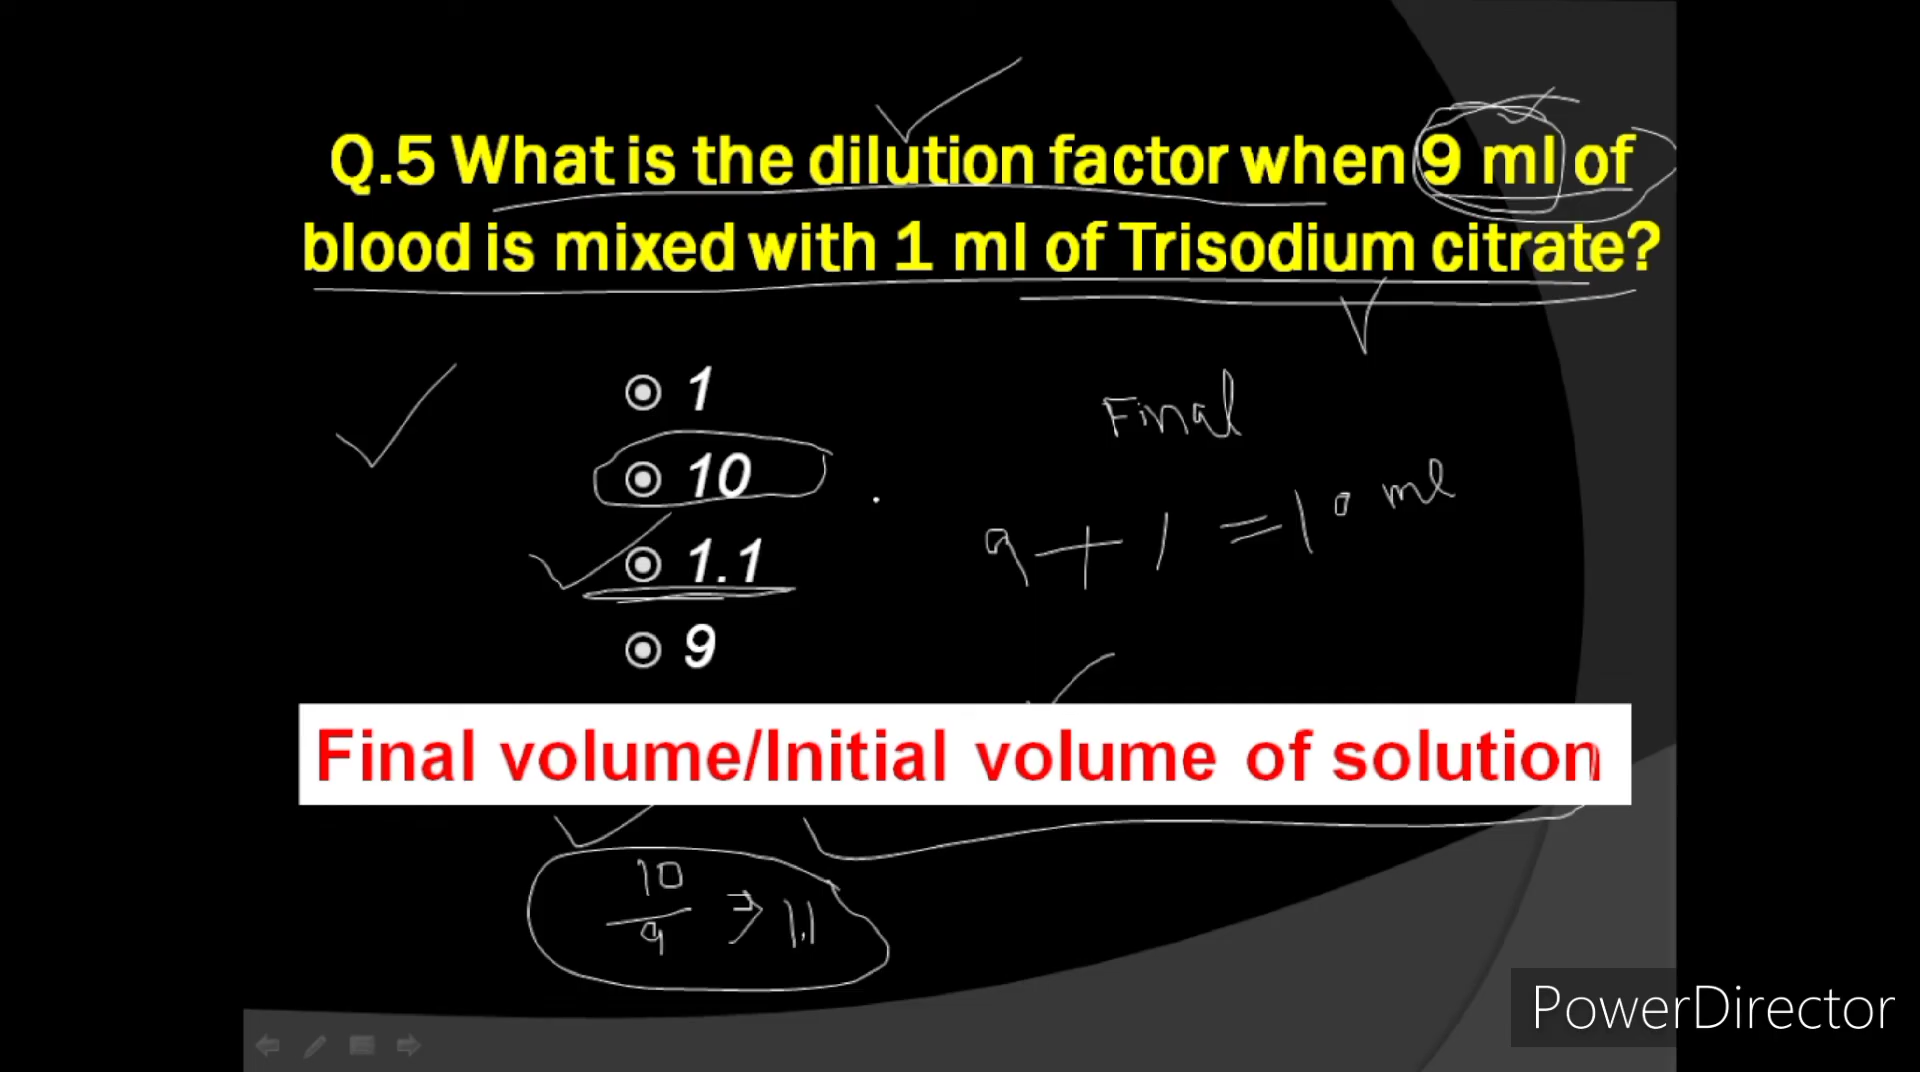 Q.5 What is the dilution factor when 9 ml of
blood is mixed with 1 ml of Trisodium citrate?
1
10
1.1
9
Final
9 + 1 = 10 ml
Final volume/Initial volume of solution
10
9
⇒ 1.1
PowerDirector